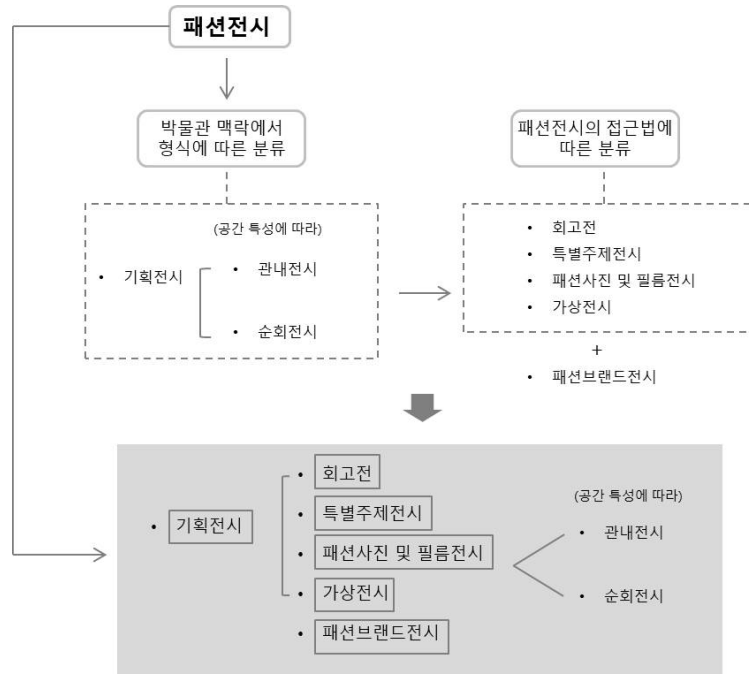 패션전시
박물관 맥락에서
형식에 따른 분류
패션전시의 접근법에
따른 분류
(공간 특성에 따라)
• 기획전시
• 관내전시
• 순회전시
• 회고전
• 특별주제전시
• 패션사진 및 필름전시
• 가상전시
+
• 패션브랜드전시
• 기획전시
• 회고전
• 특별주제전시
• 패션사진 및 필름전시
• 가상전시
• 패션브랜드전시
(공간 특성에 따라)
• 관내전시
• 순회전시